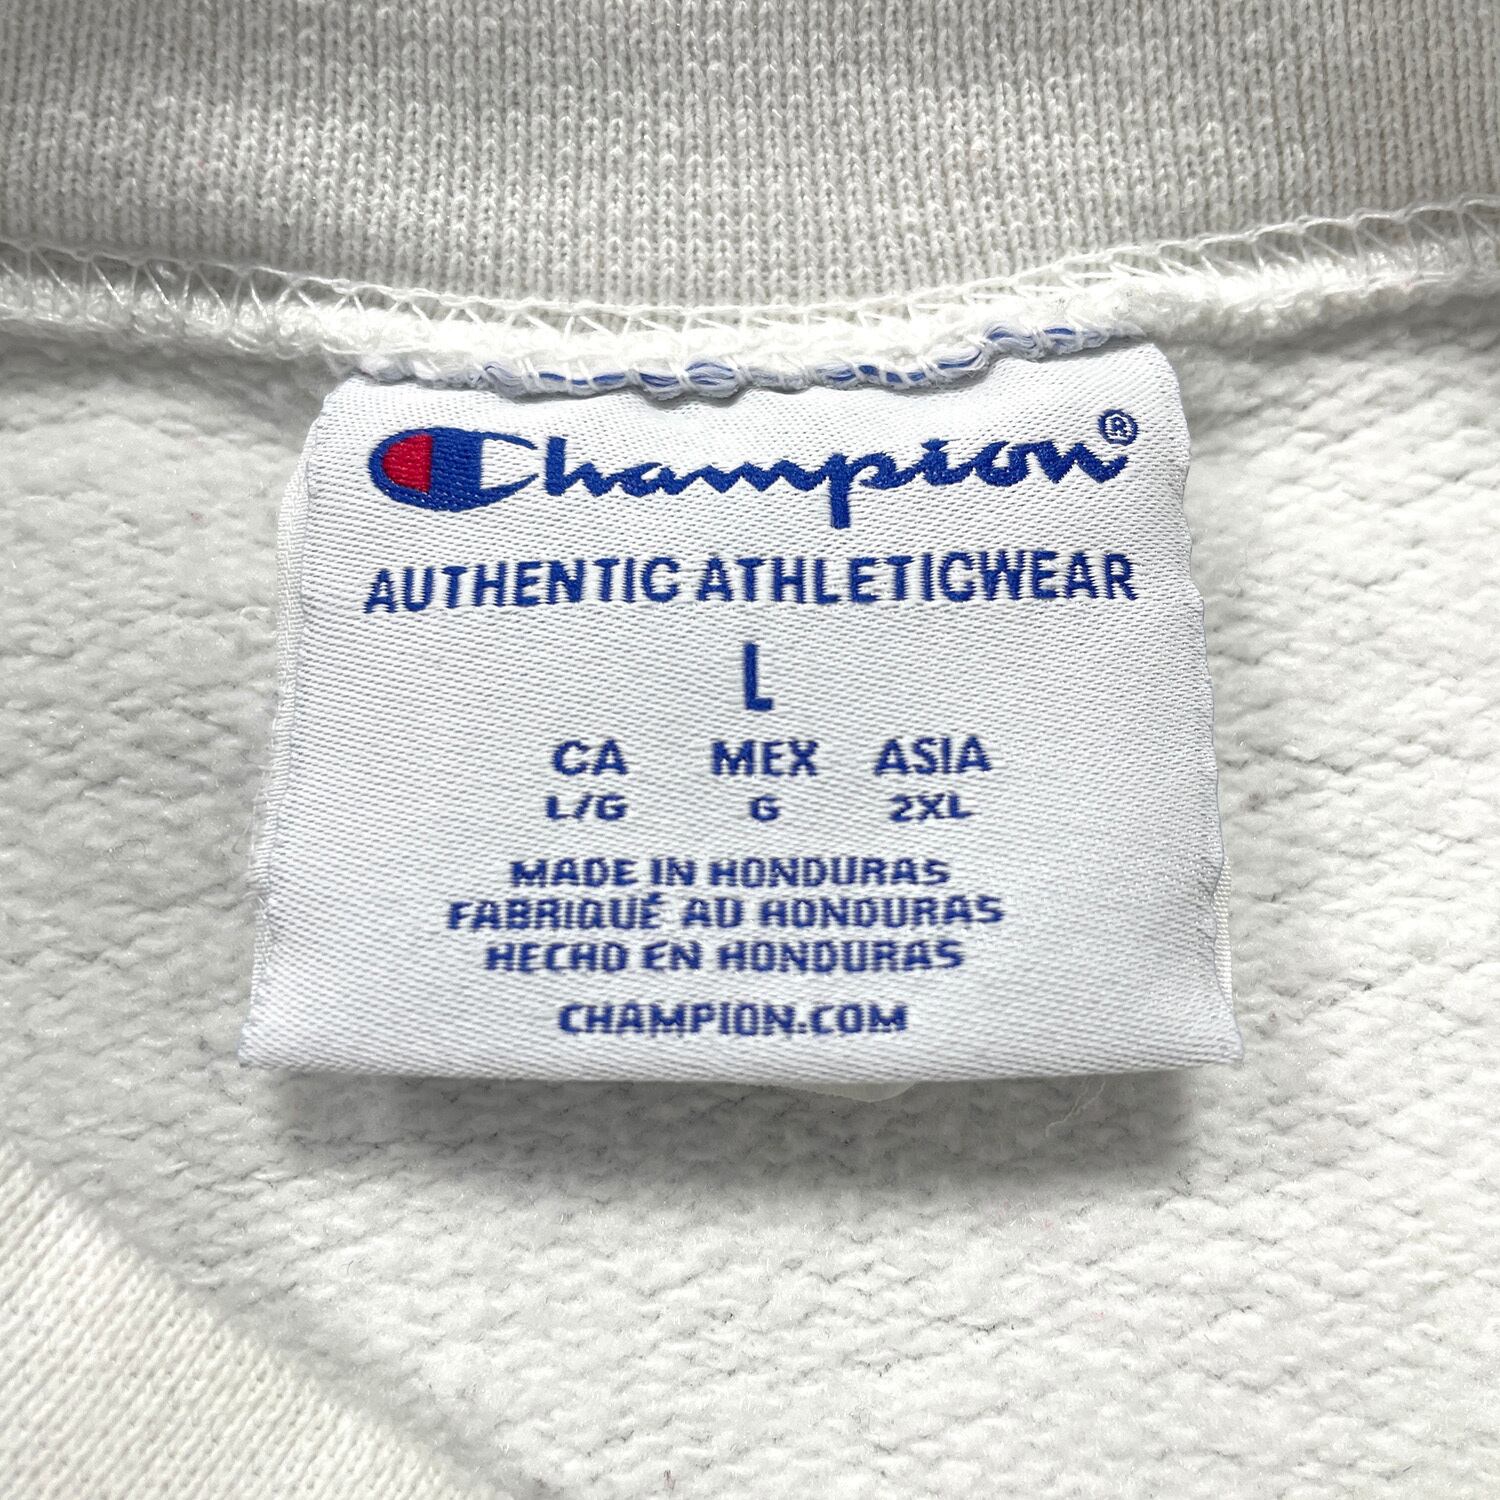 Champion®
AUTHENTIC ATHLETICWEAR
L
CA MEX ASIA
L/G G 2XL
MADE IN HONDURAS
FABRIQUÉ AU HONDURAS
HECHO EN HONDURAS
CHAMPION.COM